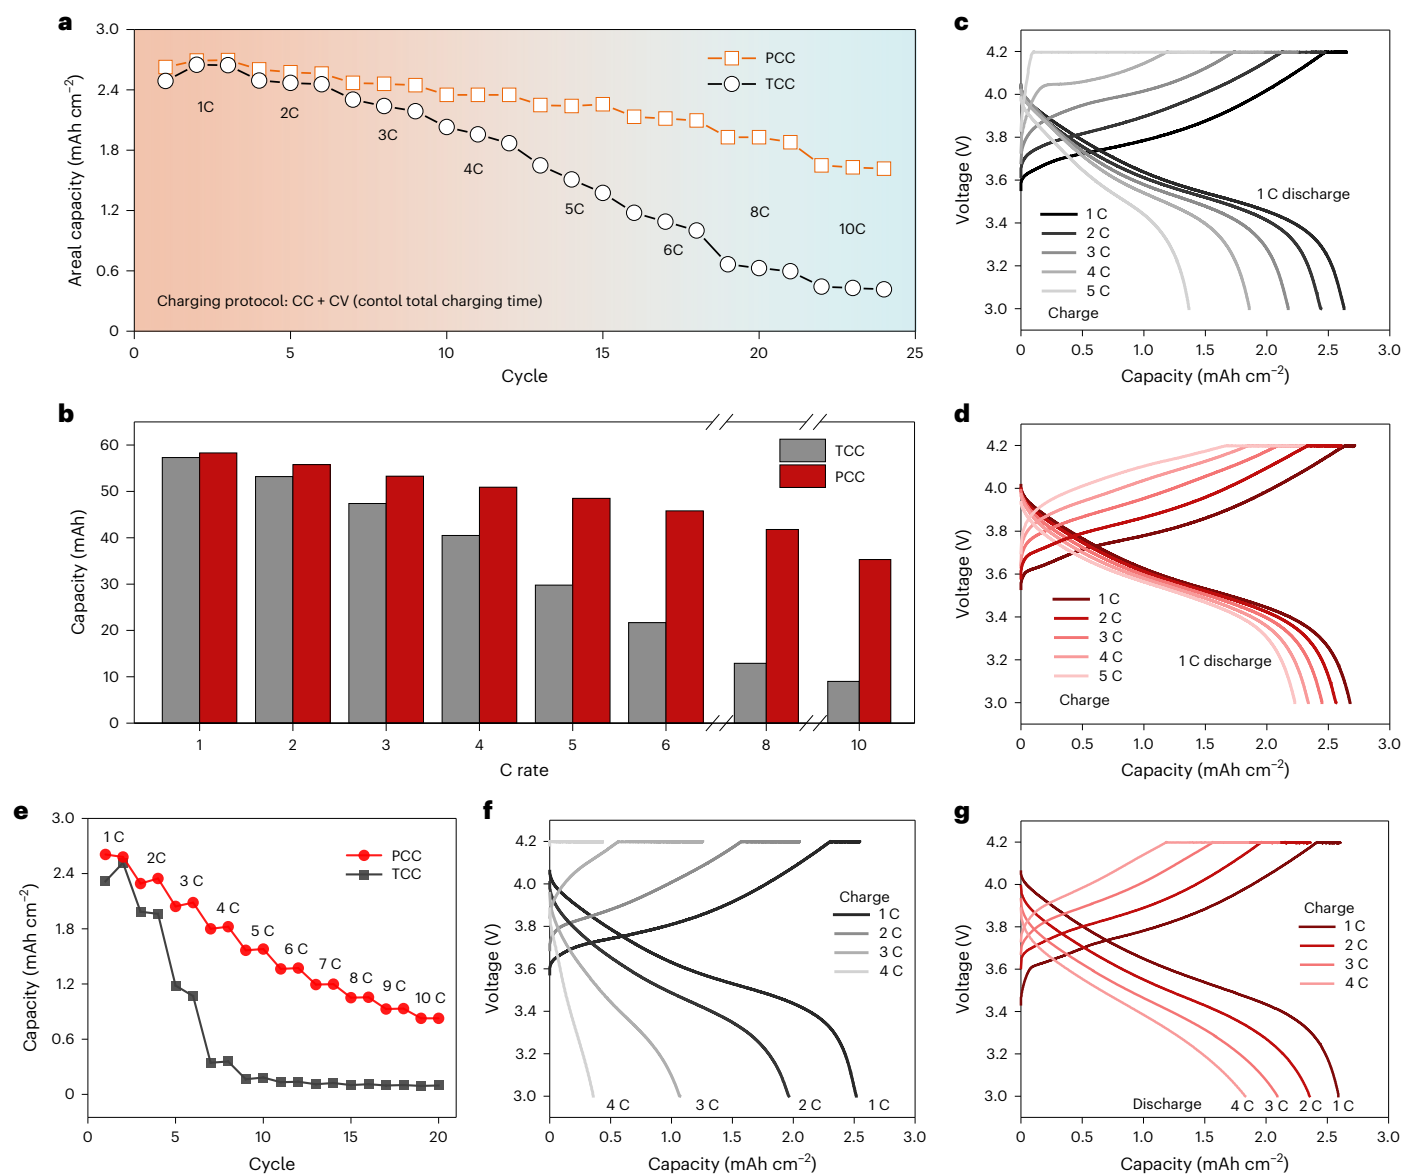 a
3.0
2.4
1.8
1.2
0.6
0
Areal capacity (mAh cm−2)
PCC
TCC
1C
2C
3C
4C
5C
6C
8C
10C
Charging protocol: CC + CV (contol total charging time)
0
5
10
15
20
25
Cycle
c
4.2
4.0
3.8
3.6
3.4
3.2
3.0
Voltage (V)
1 C discharge
1 C
2 C
3 C
4 C
5 C
Charge
0
0.5
1.0
1.5
2.0
2.5
3.0
Capacity (mAh cm−2)
b
60
50
40
30
20
10
0
Capacity (mAh)
TCC
PCC
1
2
3
4
5
6
8
10
C rate
d
4.2
4.0
3.8
3.6
3.4
3.2
3.0
Voltage (V)
1 C
2 C
3 C
4 C
5 C
1 C discharge
Charge
0
0.5
1.0
1.5
2.0
2.5
3.0
Capacity (mAh cm−2)
e
3.0
2.4
1.8
1.2
0.6
0
Capacity (mAh cm−2)
1 C
2C
3 C
4 C
5 C
6 C
7 C
8 C
9 C
10 C
PCC
TCC
0
5
10
15
20
Cycle
f
4.2
4.0
3.8
3.6
3.4
3.2
3.0
Voltage (V)
Charge
1 C
2 C
3 C
4 C
4 C
3 C
2 C
1 C
0
0.5
1.0
1.5
2.0
2.5
3.0
Capacity (mAh cm−2)
g
4.2
4.0
3.8
3.6
3.4
3.2
3.0
Voltage (V)
Charge
1 C
2 C
3 C
4 C
Discharge
4 C
3 C
2 C
1 C
0
0.5
1.0
1.5
2.0
2.5
3.0
Capacity (mAh cm−2)